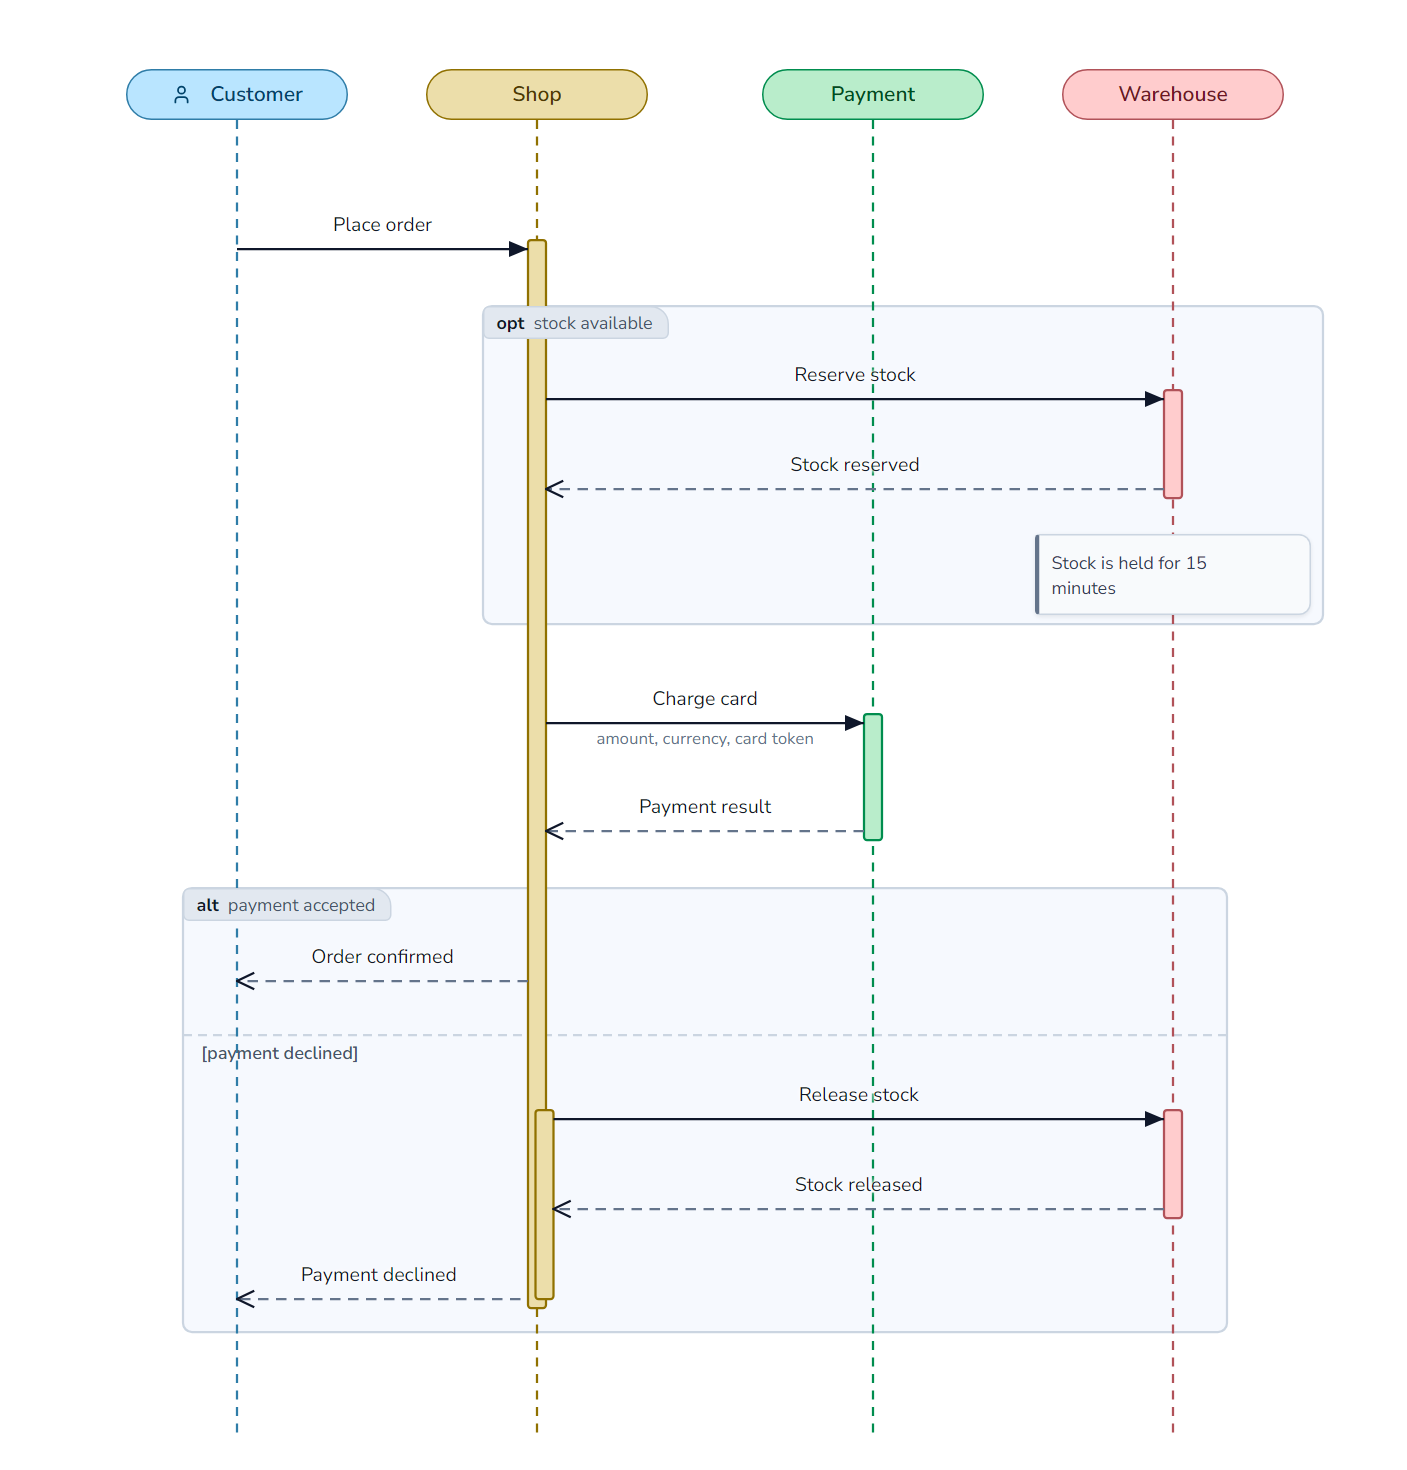 Customer
Shop
Payment
Warehouse
Place order
opt stock available
Reserve stock
Stock reserved
Stock is held for 15
minutes
Charge card
amount, currency, card token
Payment result
alt payment accepted
Order confirmed
[payment declined]
Release stock
Stock released
Payment declined